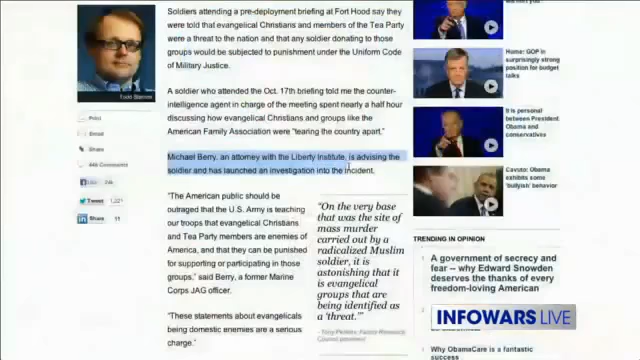 Soldiers attending a pre-deployment briefing at Fort Hood say they
were told that evangelical Christians and members of the Tea Party
were a threat to the nation and that any soldier donating to those
groups would be subjected to punishment under the Uniform Code
of Military Justice.
A soldier who attended the Oct. 17th briefing told me the counter-
intelligence agent in charge of the meeting spent nearly a half hour
discussing how evangelical Christians and groups like the
American Family Association were "tearing the country apart."
Michael Berry, an attorney with the Liberty Institute, is advising the
soldier and has launched an investigation into the incident.
"The American public should be
outraged that the U.S. Army is teaching
our troops that evangelical Christians
and Tea Party members are enemies of
America, and that they can be punished
for supporting or participating in those
groups," said Berry, a former Marine
Corps JAG officer.
"These statements about evangelicals
being domestic enemies are a serious
charge."
"On the very base
that was the site of
mass murder
carried out by a
radicalized Muslim
soldier, it is
astonishing that it
is evangelical
groups that are
being identified as
a 'threat.'"
- Tony Perkins, Family Research
Council president
Todd Starnes
Print
Email
Share
446 Comments
Like
Tweet
Share
Home: GOP in
surprisingly strong
position for budget
talks
It is personal
between President
Obama and
conservatives
Cavuto: Obama
exhibits some
'bullyish' behavior
TRENDING IN OPINION
1 A government of secrecy and
fear -- why Edward Snowden
deserves the thanks of every
freedom-loving American
Why ObamaCare is a fantastic
success
INFOWARS LIVE